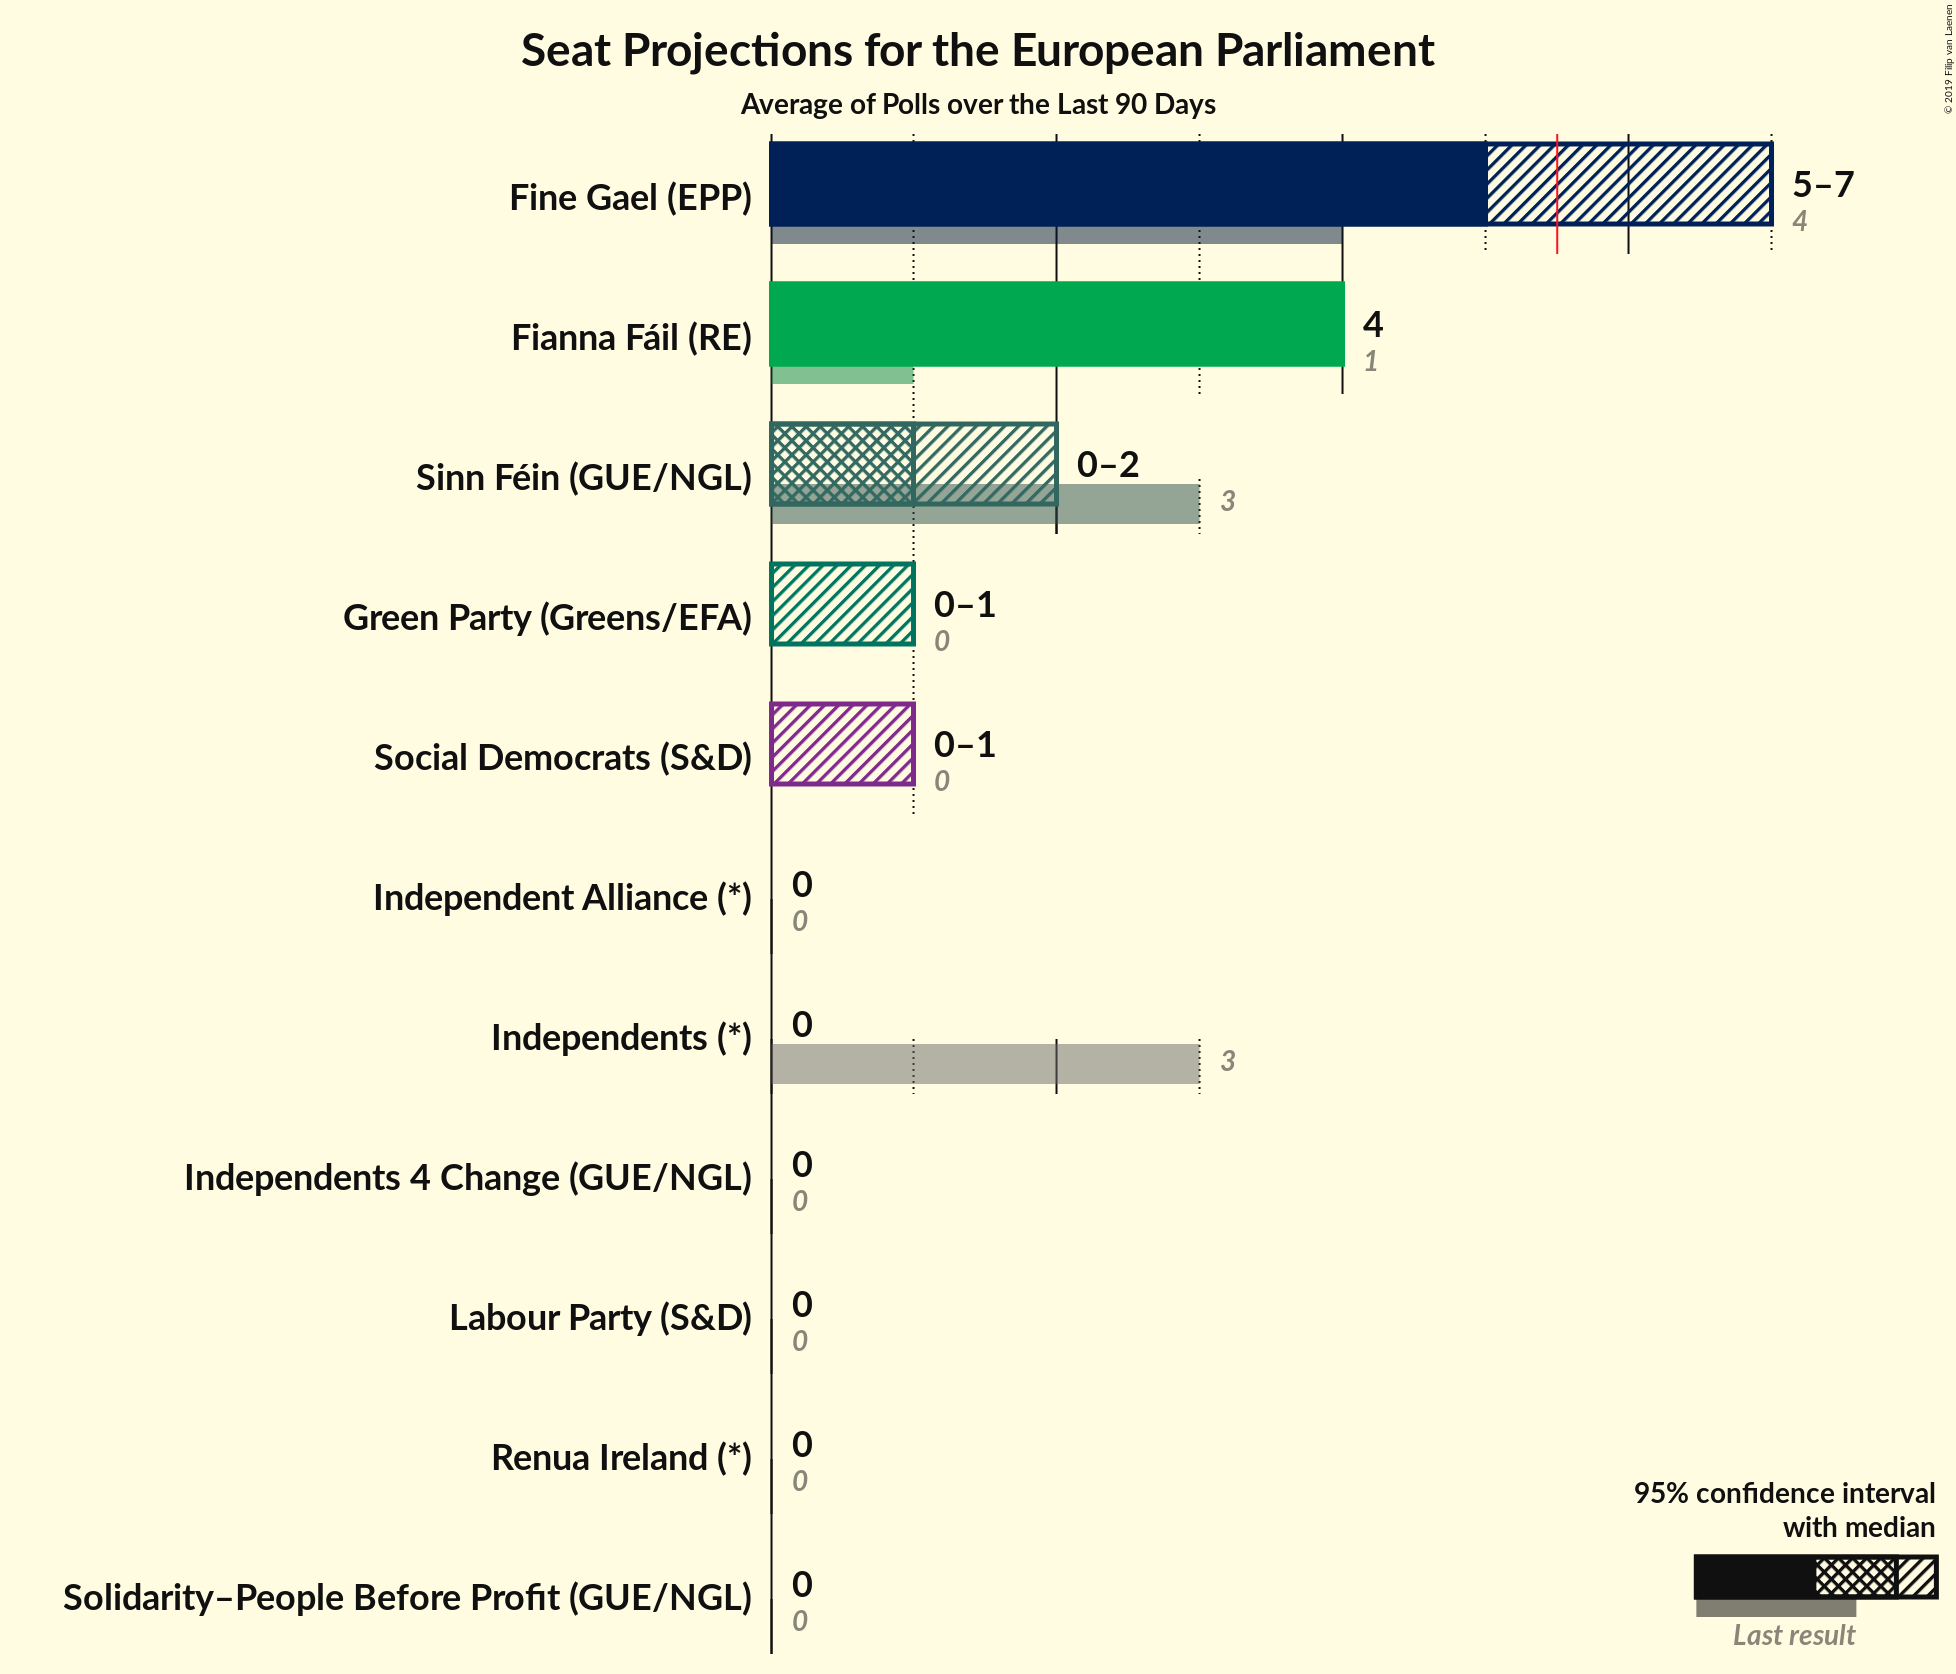 Seat Projections for the European Parliament
Average of Polls over the Last 90 Days
© 2019 Filip van Laenen
Fine Gael (EPP)
5–7
4
Fianna Fáil (RE)
4
1
Sinn Féin (GUE/NGL)
0–2
3
Green Party (Greens/EFA)
0–1
0
Social Democrats (S&D)
0–1
0
Independent Alliance (*)
0
0
Independents (*)
0
3
Independents 4 Change (GUE/NGL)
0
0
Labour Party (S&D)
0
0
Renua Ireland (*)
0
0
Solidarity–People Before Profit (GUE/NGL)
0
0
95% confidence interval
with median
Last result